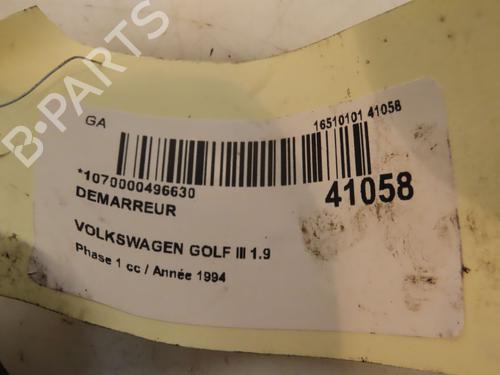 GA
16510101 41058
*1070000496630
41058
DEMARREUR
VOLKSWAGEN GOLF III 1.9
Phase 1 cc / Année 1994
B-PARTS